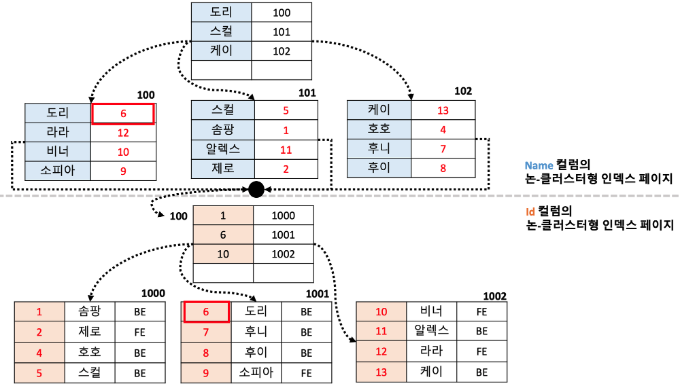 도리 100
스컬 101
케이 102
100
101
102
도리 6
라라 12
비너 10
소피아 9
스컬 5
솜팡 1
알렉스 11
제로 2
케이 13
호호 4
후니 7
후이 8
Name 컬럼의
논-클러스터형 인덱스 페이지
Id 컬럼의
논-클러스터형 인덱스 페이지
100
1 1000
6 1001
10 1002
1000
1001
1002
1 솜팡 BE
2 제로 FE
4 호호 BE
5 스컬 BE
6 도리 BE
7 후니 BE
8 후이 BE
9 소피아 FE
10 비너 FE
11 알렉스 BE
12 라라 FE
13 케이 BE